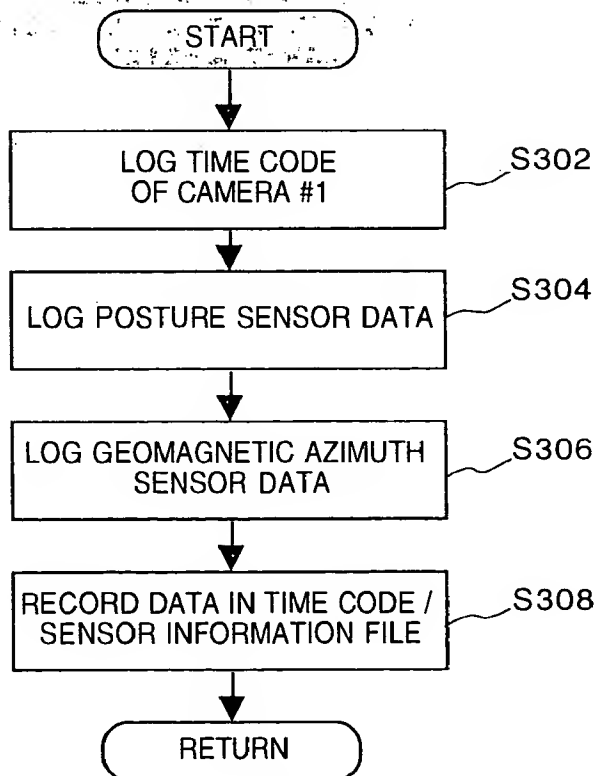 START
LOG TIME CODE
OF CAMERA #1
S302
LOG POSTURE SENSOR DATA
S304
LOG GEOMAGNETIC AZIMUTH
SENSOR DATA
S306
RECORD DATA IN TIME CODE /
SENSOR INFORMATION FILE
S308
RETURN